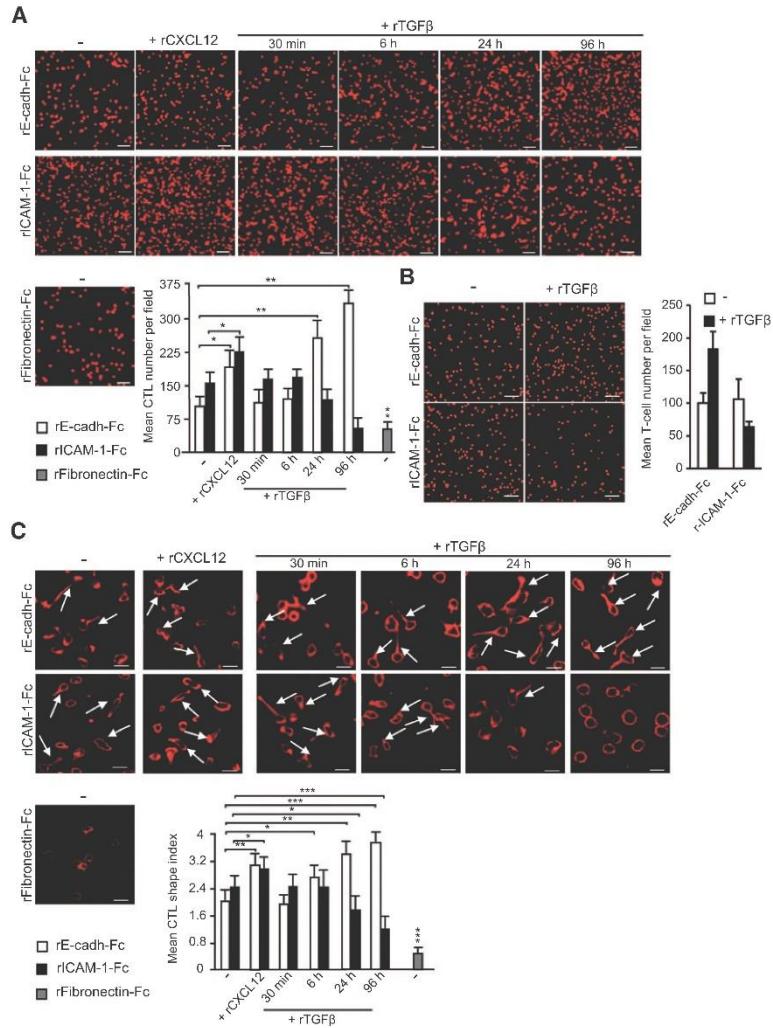 A
+ rTGFβ
- + rCXCL12 30 min 6 h 24 h 96 h
rE-cadh-Fc
rICAM-1-Fc
-
rFibronectin-Fc
rE-cadh-Fc
rICAM-1-Fc
rFibronectin-Fc
Mean CTL number per field
375
300
225
150
75
** ** * * **
- + rCXCL12 30 min 6 h 24 h 96 h -
+ rTGFβ
B
- + rTGFβ
rE-cadh-Fc
rICAM-1-Fc
- 
+ rTGFβ
Mean T-cell number per field
250
200
150
100
50
0
rE-cadh-Fc
r-ICAM-1-Fc
C
+ rTGFβ
- + rCXCL12 30 min 6 h 24 h 96 h
rE-cadh-Fc
rICAM-1-Fc
-
rFibronectin-Fc
rE-cadh-Fc
rICAM-1-Fc
rFibronectin-Fc
Mean CTL shape index
4
3.2
2.4
1.6
0.8
0
***
***
*
**
*
*
**
***
- + rCXCL12 30 min 6 h 24 h 96 h -
+ rTGFβ